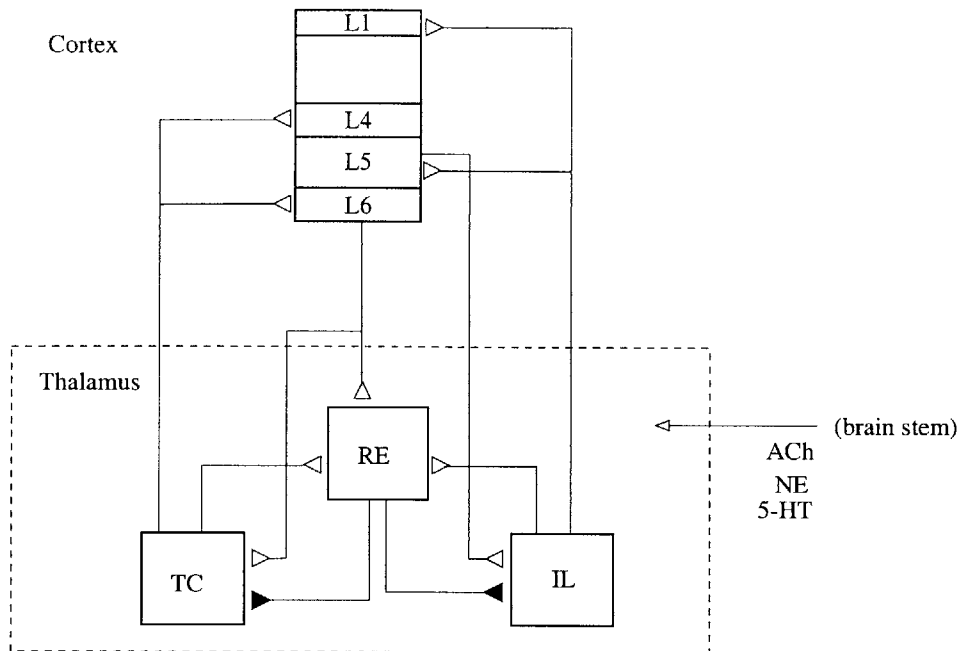 L1
Cortex
L4
L5
L6
Thalamus
RE
(brain stem)
ACh
NE
5-HT
TC
IL